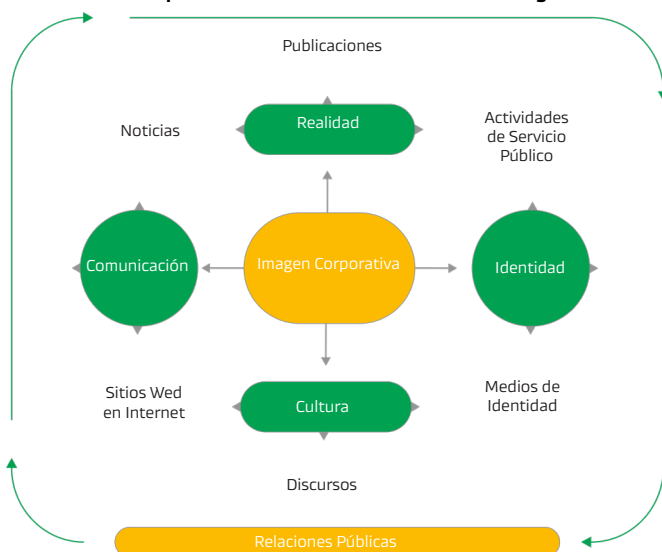 Publicaciones
Noticias
Realidad
Actividades
de Servicio
Público
Comunicación
Imagen Corporativa
Identidad
Sitios Wed
en Internet
Cultura
Medios de
Identidad
Discursos
Relaciones Públicas